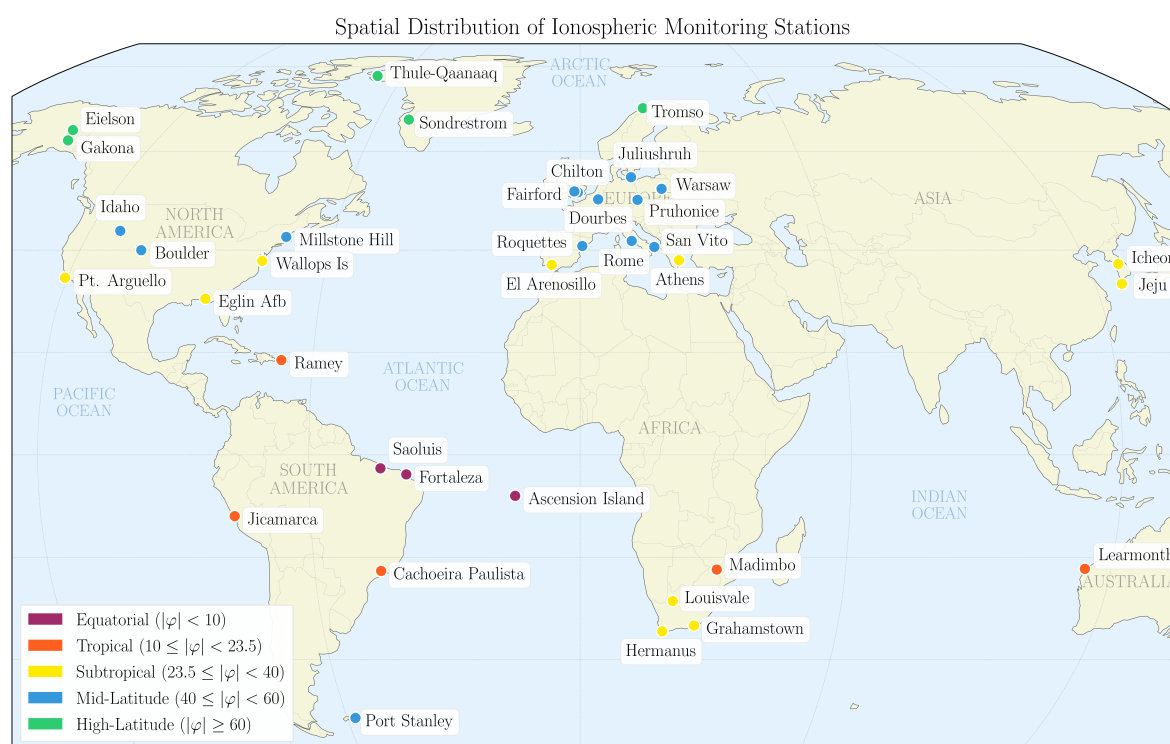 Spatial Distribution of Ionospheric Monitoring Stations
ARCTIC
OCEAN
Thule-Qaanaaq
Eielson
Gakona
Sondrestrom
Tromso
Juliushruh
Chilton
Fairford
EUROPE
Warsaw
Dourbes
Pruhonice
ASIA
Idaho
NORTH
AMERICA
Boulder
Millstone Hill
Wallops Is
Roquettes
Rome
San Vito
El Arenosillo
Athens
Icheon
Jeju
Pt. Arguello
Eglin Afb
Ramey
ATLANTIC
OCEAN
PACIFIC
OCEAN
AFRICA
Saoluis
Fortaleza
SOUTH
AMERICA
Ascension Island
INDIAN
OCEAN
Jicamarca
Cachoeira Paulista
Madimbo
Learmonth
AUSTRALIA
Louisvale
Grahamstown
Hermanus
Port Stanley
Equatorial (|φ| < 10)
Tropical (10 ≤ |φ| < 23.5)
Subtropical (23.5 ≤ |φ| < 40)
Mid-Latitude (40 ≤ |φ| < 60)
High-Latitude (|φ| ≥ 60)